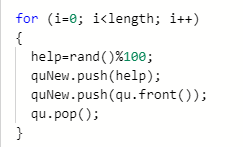 for (i=0; i<length; i++)
{
help=rand()%100;
quNew.push(help);
quNew.push(qu.front());
qu.pop();
}